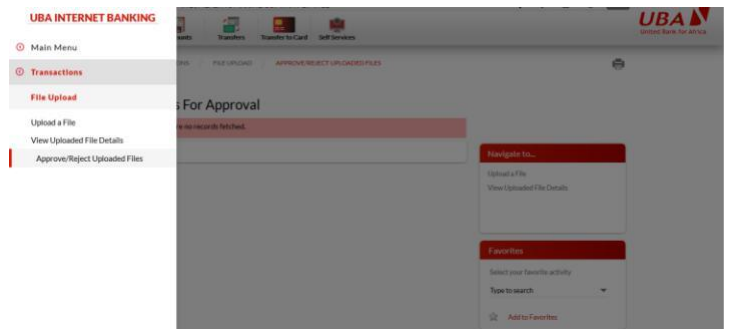 UBA INTERNET BANKING
Main Menu
Transactions
File Upload
Upload a File
View Uploaded File Details
Approve/Reject Uploaded Files
Transfers
Transfer to Card
Self Services
UBA
United Bank for Africa
FILE UPLOAD
APPROVE/REJECT UPLOADED FILES
For Approval
no records fetched.
Navigate to...
Upload a File
View Uploaded File Details
Favorites
Select your favorite activity
Type to search
Add to Favorites